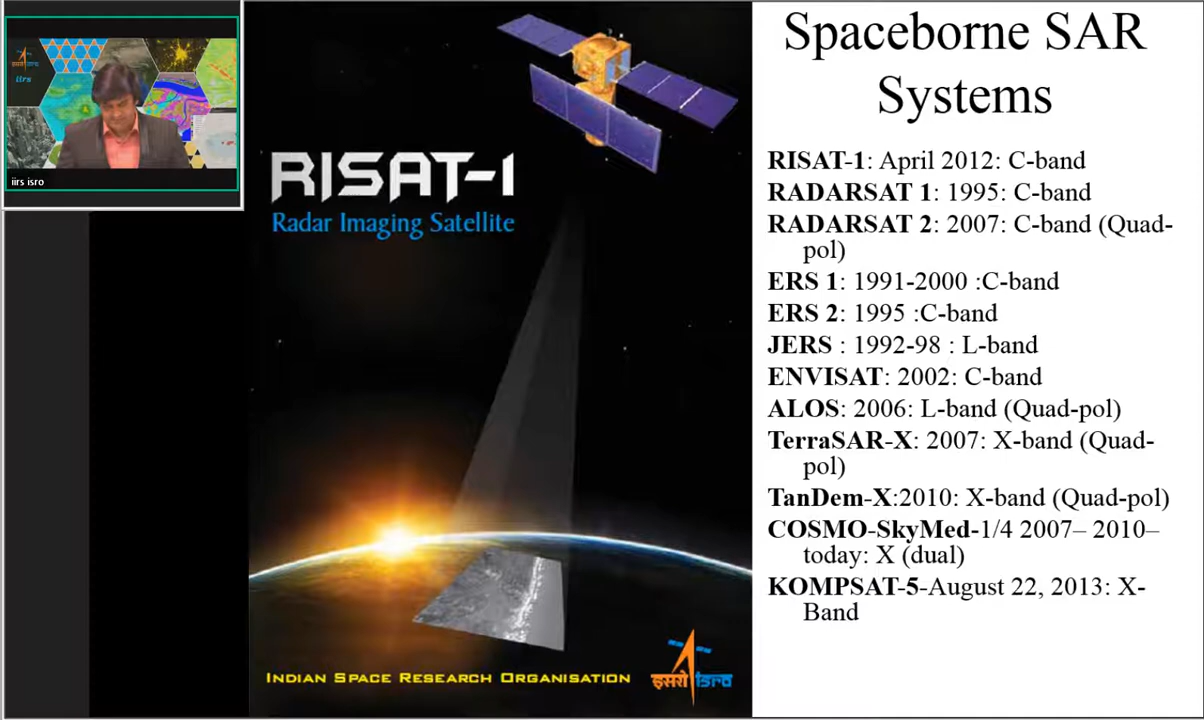 iirs
iirs isro
RISAT-1
Radar Imaging Satellite
INDIAN SPACE RESEARCH ORGANISATION
इसरो isro
Spaceborne SAR
Systems
RISAT-1: April 2012: C-band
RADARSAT 1: 1995: C-band
RADARSAT 2: 2007: C-band (Quad-
pol)
ERS 1: 1991-2000 :C-band
ERS 2: 1995 :C-band
JERS : 1992-98 : L-band
ENVISAT: 2002: C-band
ALOS: 2006: L-band (Quad-pol)
TerraSAR-X: 2007: X-band (Quad-
pol)
TanDem-X:2010: X-band (Quad-pol)
COSMO-SkyMed-1/4 2007– 2010–
today: X (dual)
KOMPSAT-5-August 22, 2013: X-
Band